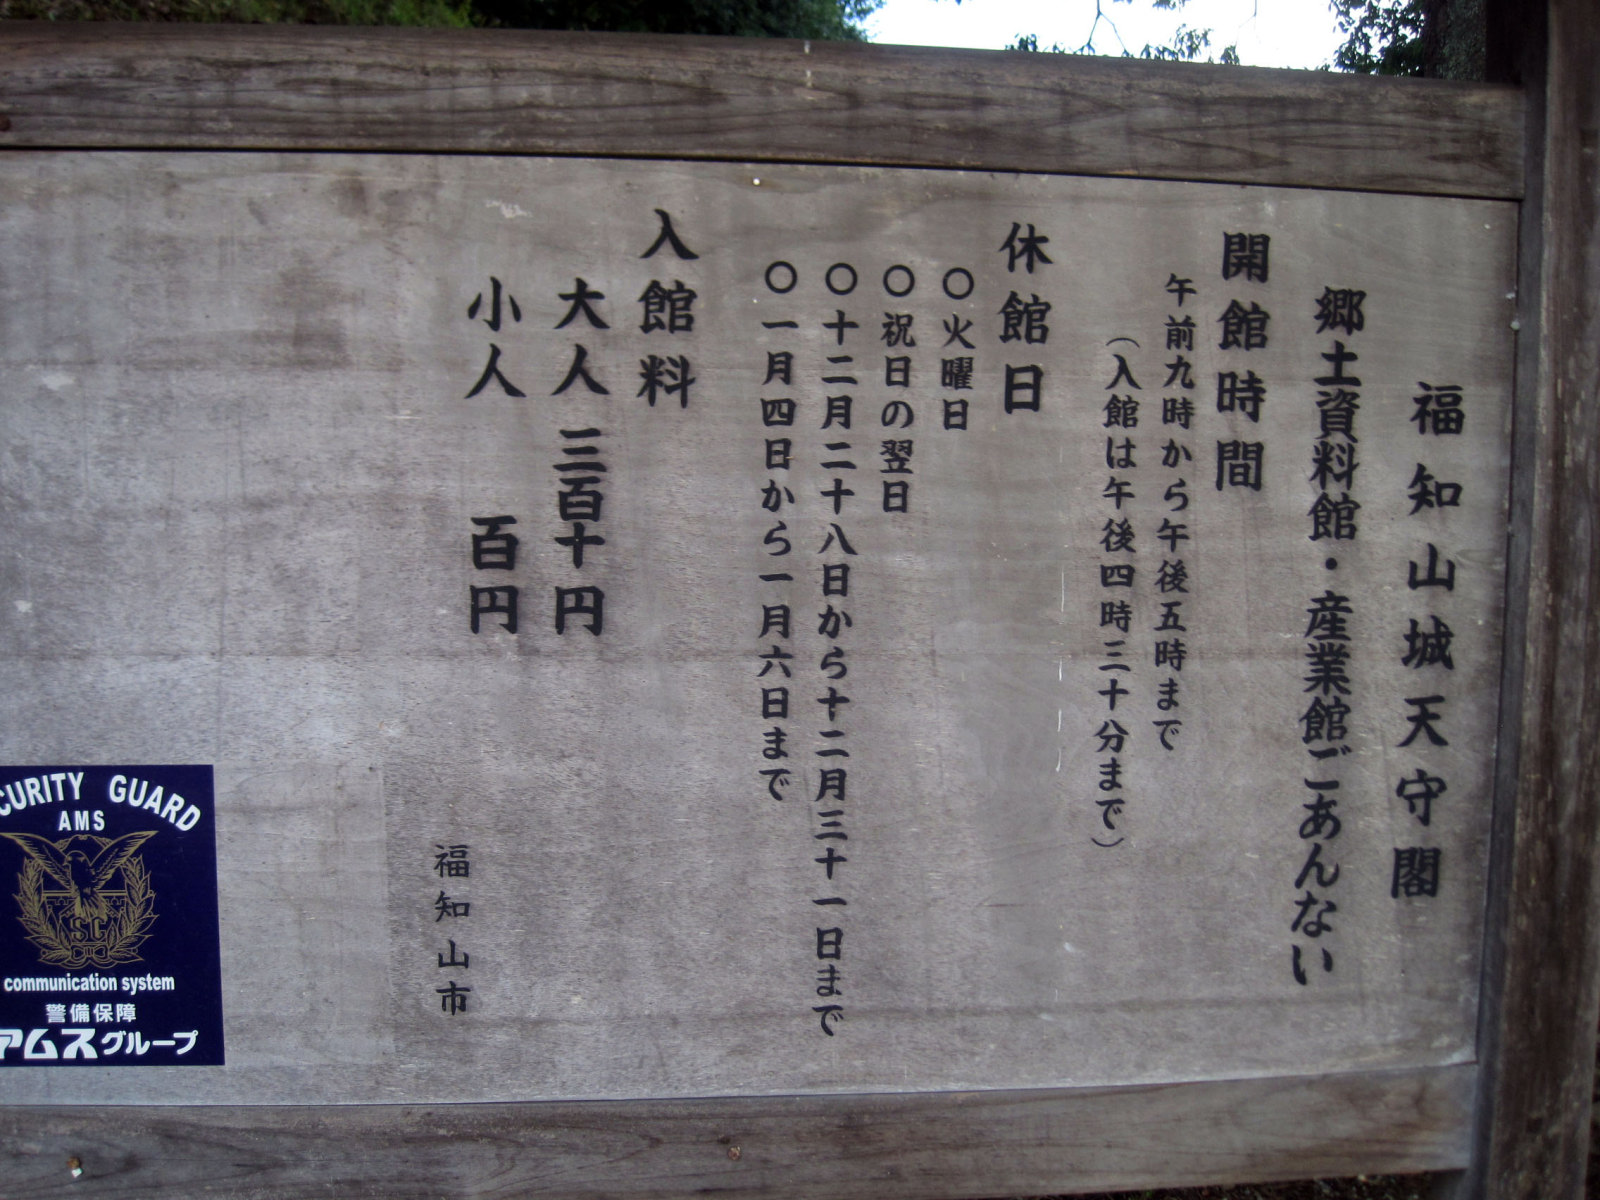 福知山城天守閣
郷土資料館・産業館ごあんない
開館時間
午前九時から午後五時まで
（入館は午後四時三十分まで）
休館日
〇火曜日
〇祝日の翌日
〇十二月二十八日から十二月三十一日まで
〇一月四日から一月六日まで
入館料
大人 三百十円
小人 百円
福知山市
CURITY GUARD
AMS
SC
communication system
警備保障
アムスグループ